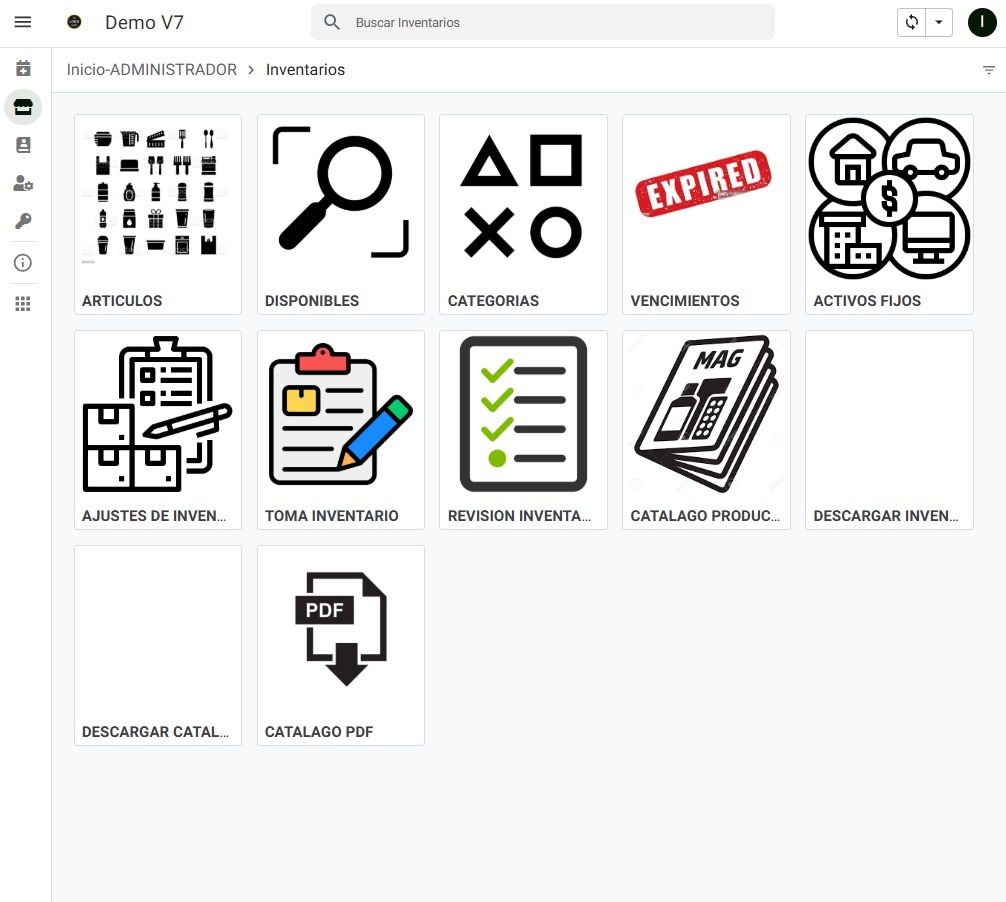 Demo V7
Buscar Inventarios
I
Inicio-ADMINISTRADOR > Inventarios
ARTICULOS
DISPONIBLES
EXPIRED
CATEGORIAS
VENCIMIENTOS
$
ACTIVOS FIJOS
AJUSTES DE INVEN...
TOMA INVENTARIO
REVISION INVENTA...
MAG
CATALAGO PRODUC...
DESCARGAR INVEN...
DESCARGAR CATAL...
PDF
CATALAGO PDF